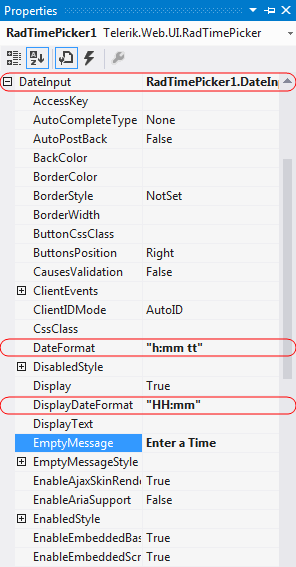 Properties
RadTimePicker1 Telerik.Web.UI.RadTimePicker
DateInput RadTimePicker1.DateIn
AccessKey
AutoCompleteType None
AutoPostBack False
BackColor
BorderColor
BorderStyle NotSet
BorderWidth
ButtonCssClass
ButtonsPosition Right
CausesValidation False
ClientEvents
ClientIDMode AutoID
CssClass
DateFormat "h:mm tt"
DisabledStyle
Display True
DisplayDateFormat "HH:mm"
DisplayText
EmptyMessage Enter a Time
EmptyMessageStyle
EnableAjaxSkinRende True
EnableAriaSupport False
EnabledStyle
EnableEmbeddedBas True
EnableEmbeddedScr True